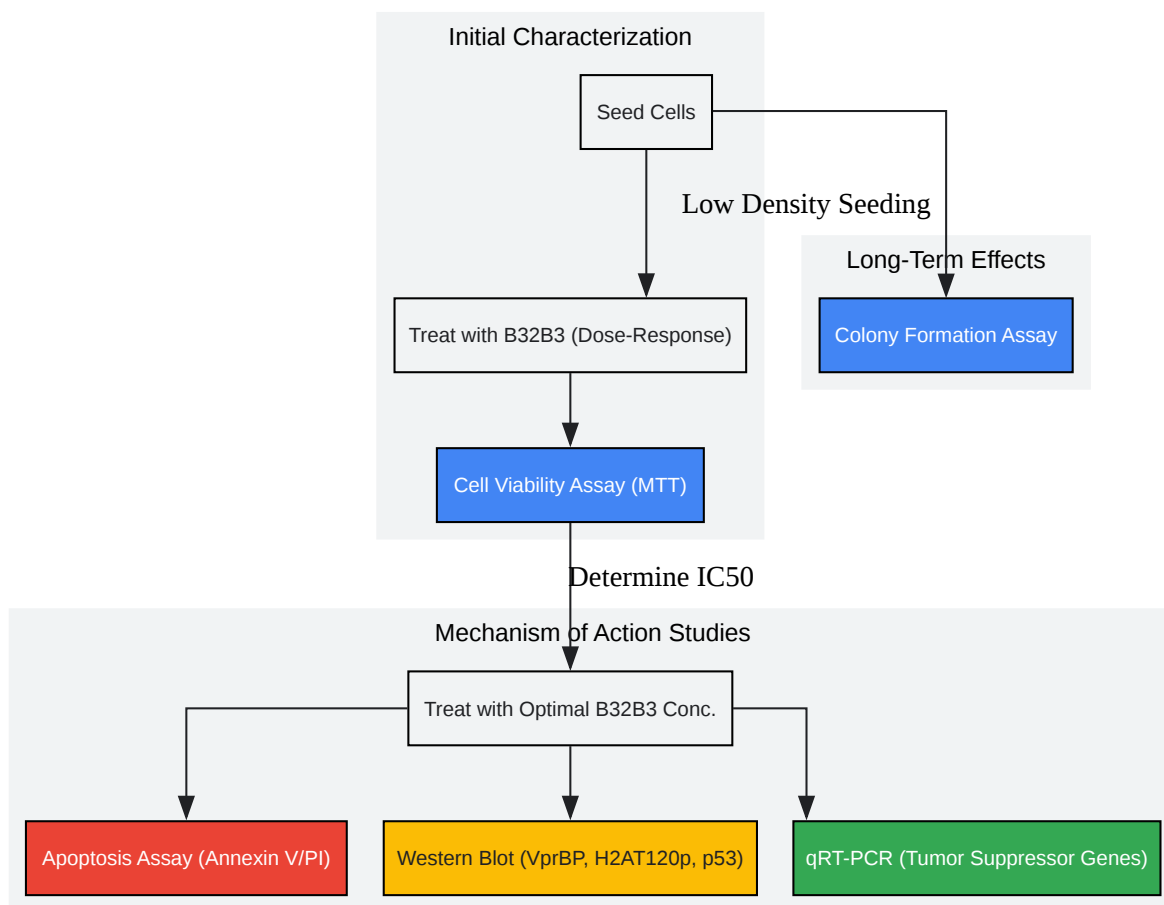 Initial Characterization
Seed Cells
Low Density Seeding
Long-Term Effects
Treat with B32B3 (Dose-Response)
Colony Formation Assay
Cell Viability Assay (MTT)
Determine IC50
Mechanism of Action Studies
Treat with Optimal B32B3 Conc.
Apoptosis Assay (Annexin V/PI)
Western Blot (VprBP, H2AT120p, p53)
qRT-PCR (Tumor Suppressor Genes)